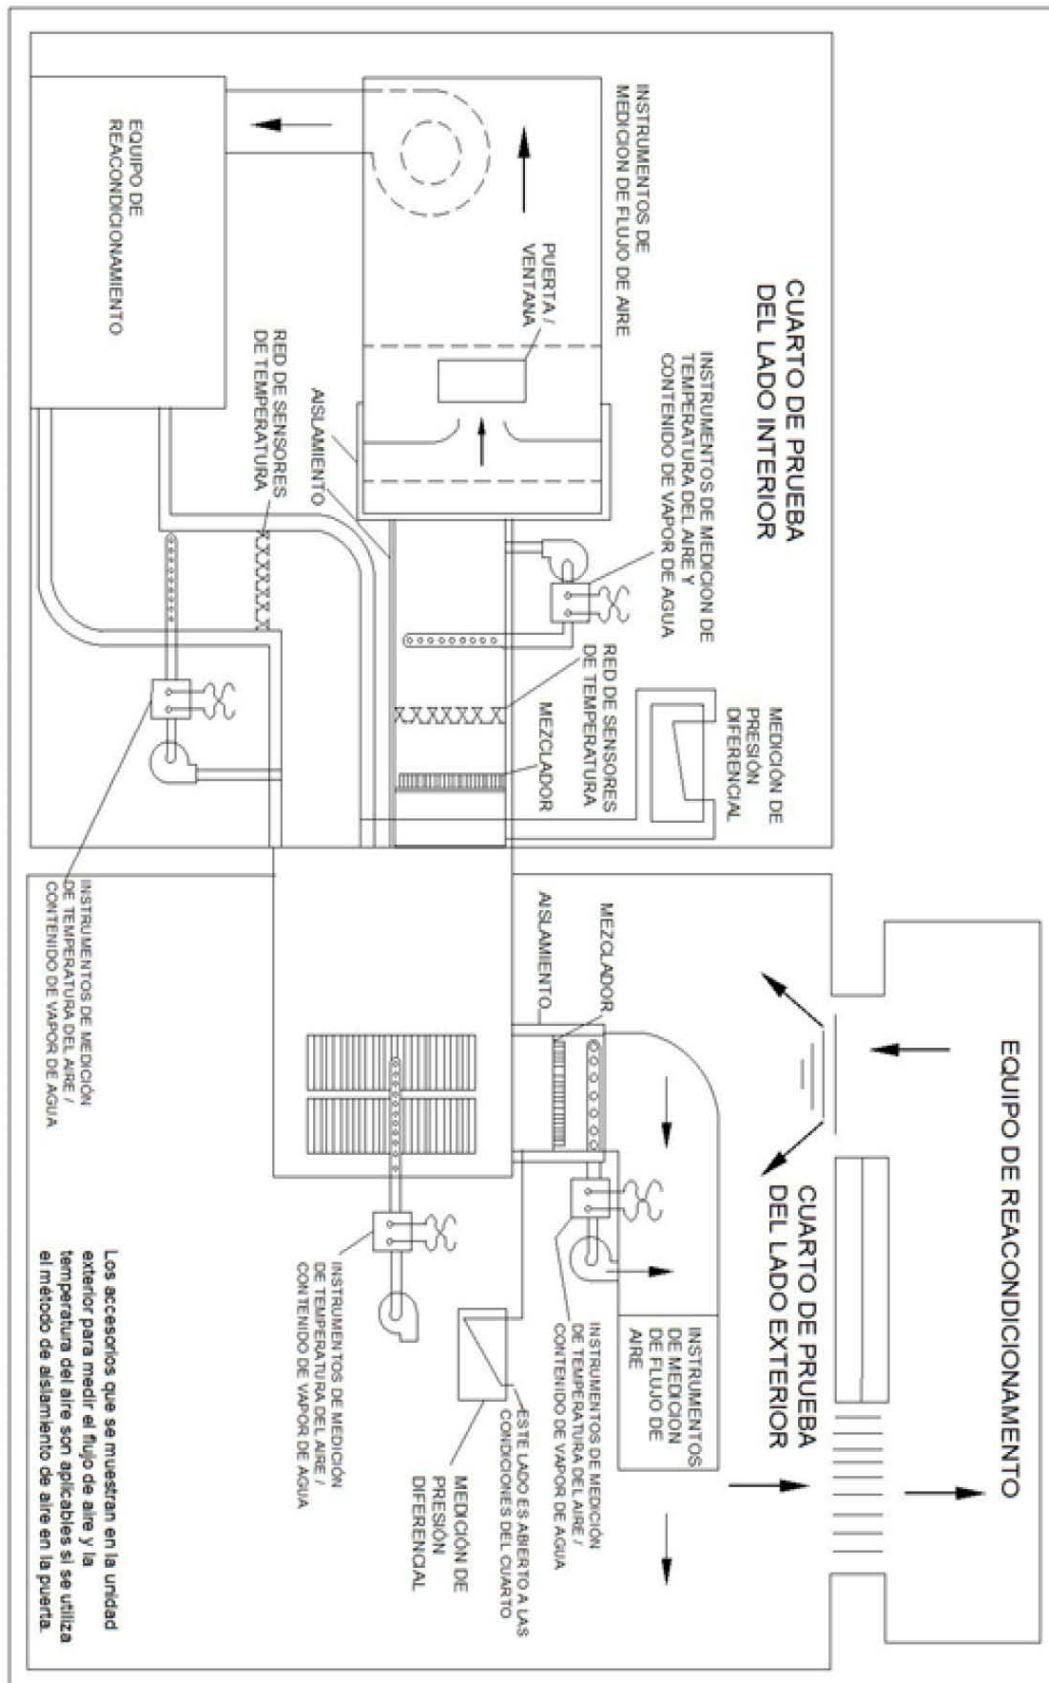 EQUIPO DE REACONDICIONAMENTO
CUARTO DE PRUEBA
DEL LADO INTERIOR
INSTRUMENTOS DE
MEDICION DE FLUJO DE AIRE
PUERTA /
VENTANA
INSTRUMENTOS DE MEDICION DE
TEMPERATURA DEL AIRE Y
CONTENIDO DE VAPOR DE AGUA
MEDICIÓN DE
PRESIÓN
DIFERENCIAL
RED DE SENSORES
DE TEMPERATURA
MEZCLADOR
EQUIPO DE
REACONDICIONAMIENTO
RED DE SENSORES
DE TEMPERATURA
AISLAMIENTO
INSTRUMENTOS DE MEDICIÓN
DE TEMPERATURA DEL AIRE /
CONTENIDO DE VAPOR DE AGUA
CUARTO DE PRUEBA
DEL LADO EXTERIOR
MEZCLADOR
AISLAMIENTO
INSTRUMENTOS
DE MEDICION
DE FLUJO DE
AIRE
INSTRUMENTOS DE MEDICIÓN
DE TEMPERATURA DEL AIRE /
CONTENIDO DE VAPOR DE AGUA
ESTE LADO ES ABIERTO A LAS
CONDICIONES DEL CUARTO
MEDICIÓN DE
PRESIÓN
DIFERENCIAL
INSTRUMENTOS DE MEDICIÓN
DE TEMPERATURA DEL AIRE /
CONTENIDO DE VAPOR DE AGUA
Los accesorios que se muestran en la unidad
exterior para medir el flujo de aire y la
temperatura del aire son aplicables si se utiliza
el método de aislamiento de aire en la puerta.